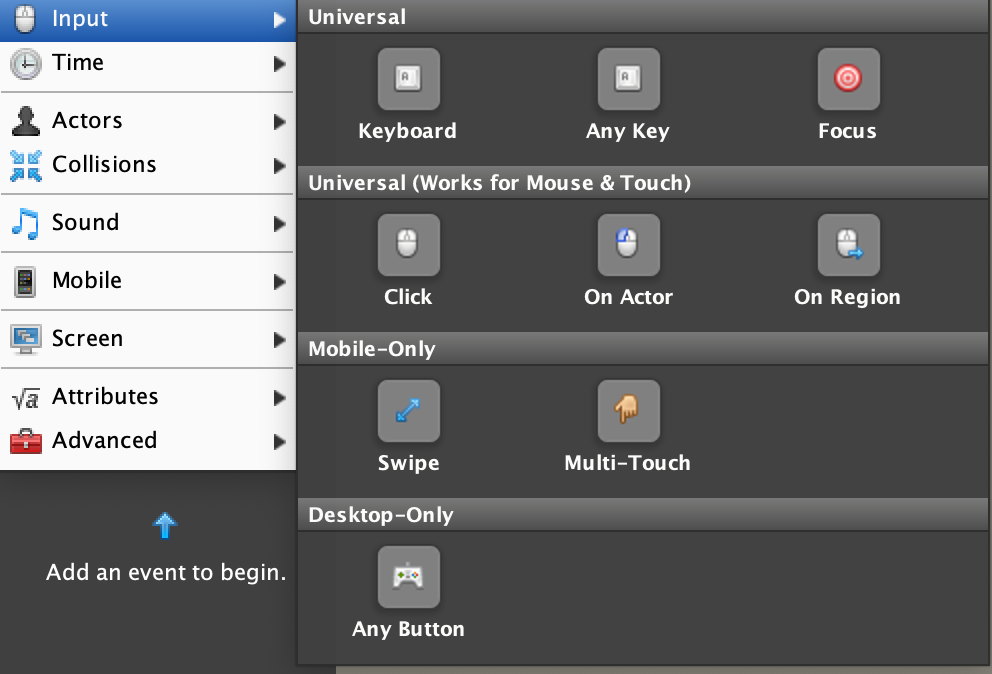 Input
Time
Actors
Collisions
Sound
Mobile
Screen
Attributes
Advanced
Add an event to begin.
Universal
Keyboard
Any Key
Focus
Universal (Works for Mouse & Touch)
Click
On Actor
On Region
Mobile-Only
Swipe
Multi-Touch
Desktop-Only
Any Button